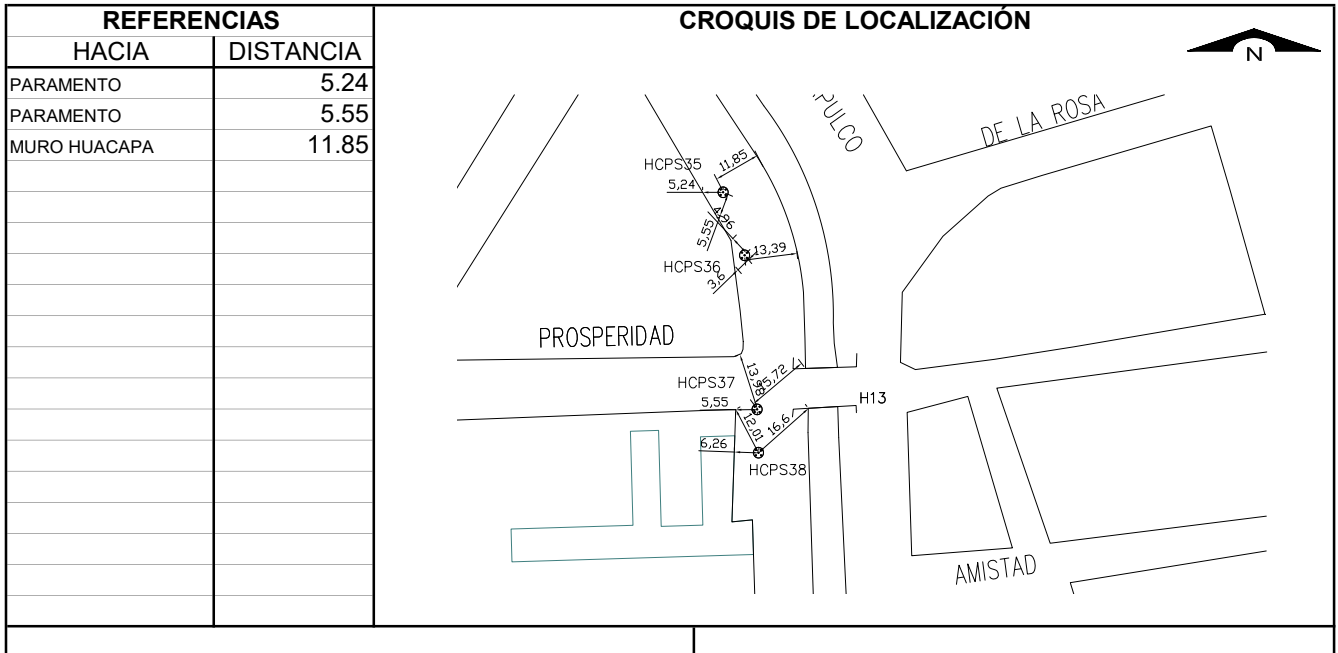 REFERENCIAS
HACIA DISTANCIA
PARAMENTO 5.24
PARAMENTO 5.55
MURO HUACAPA 11.85
CROQUIS DE LOCALIZACIÓN
N
PULCO
DE LA ROSA
HCPS35
11,85
5,24
5,55
4,96
HCPS36
13,39
3,6
PROSPERIDAD
HCPS37
13,98
15,72
5,55
H13
12,01
16,6
6,26
HCPS38
AMISTAD